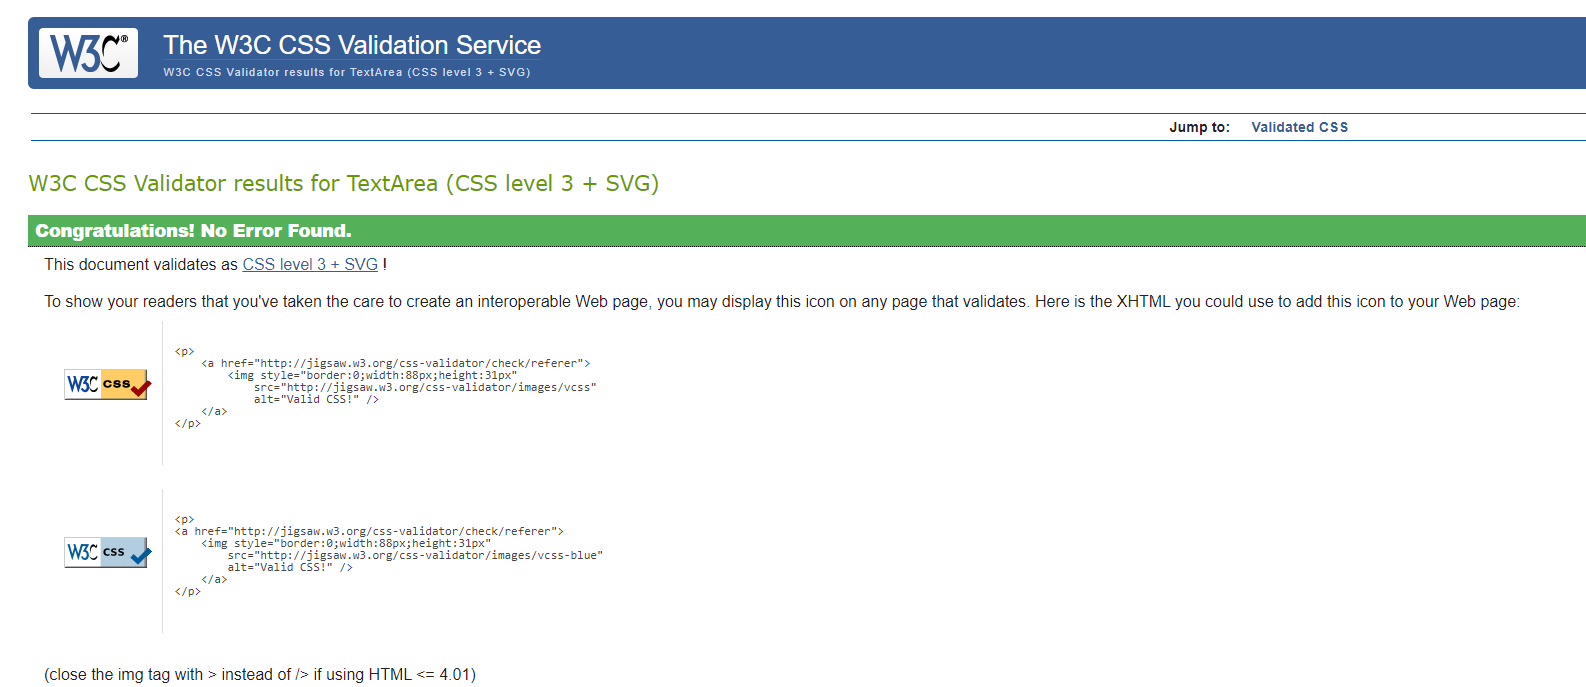 W3C®
The W3C CSS Validation Service
W3C CSS Validator results for TextArea (CSS level 3 + SVG)
Jump to: Validated CSS
W3C CSS Validator results for TextArea (CSS level 3 + SVG)
Congratulations! No Error Found.
This document validates as CSS level 3 + SVG !
To show your readers that you've taken the care to create an interoperable Web page, you may display this icon on any page that validates. Here is the XHTML you could use to add this icon to your Web page:
W3C css
<p>
<a href="http://jigsaw.w3.org/css-validator/check/referer">
<img style="border:0;width:88px;height:31px"
src="http://jigsaw.w3.org/css-validator/images/vcss"
alt="Valid CSS!" />
</a>
</p>
W3C css
<p>
<a href="http://jigsaw.w3.org/css-validator/check/referer">
<img style="border:0;width:88px;height:31px"
src="http://jigsaw.w3.org/css-validator/images/vcss-blue"
alt="Valid CSS!" />
</a>
</p>
(close the img tag with > instead of /> if using HTML <= 4.01)